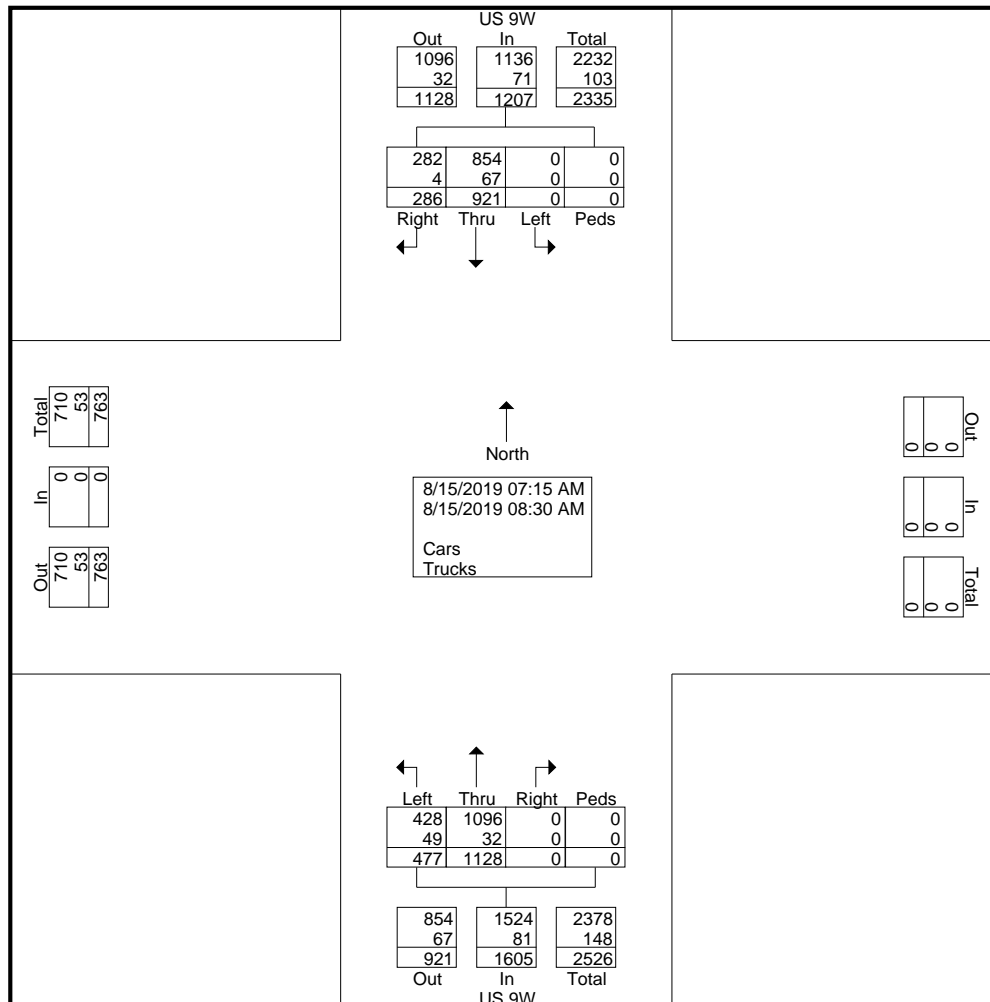 US 9W
Out In Total
1096 1136 2232
32 71 103
1128 1207 2335
282 854 0 0
4 67 0 0
286 921 0 0
Right Thru Left Peds
Total
710
53
763
In
0
0
0
Out
710
53
763
North
8/15/2019 07:15 AM
8/15/2019 08:30 AM
Cars
Trucks
Out
0
0
0
In
0
0
0
Total
0
0
0
Left Thru Right Peds
428 1096 0 0
49 32 0 0
477 1128 0 0
854 1524 2378
67 81 148
921 1605 2526
Out In Total
US 9W